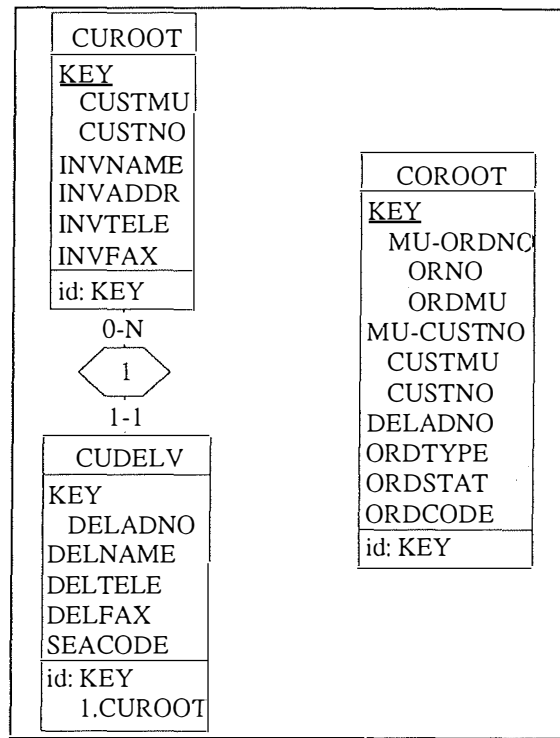 CUROOT
KEY
CUSTMU
CUSTNO
INVNAME
INVADDR
INVTELE
INVFAX
id: KEY
0-N
1
1-1
CUDELV
KEY
DELADNO
DELNAME
DELTELE
DELFAX
SEACODE
id: KEY
1.CUROOT
COROOT
KEY
MU-ORDNO
ORNO
ORDMU
MU-CUSTNO
CUSTMU
CUSTNO
DELADNO
ORDTYPE
ORDSTAT
ORDCODE
id: KEY